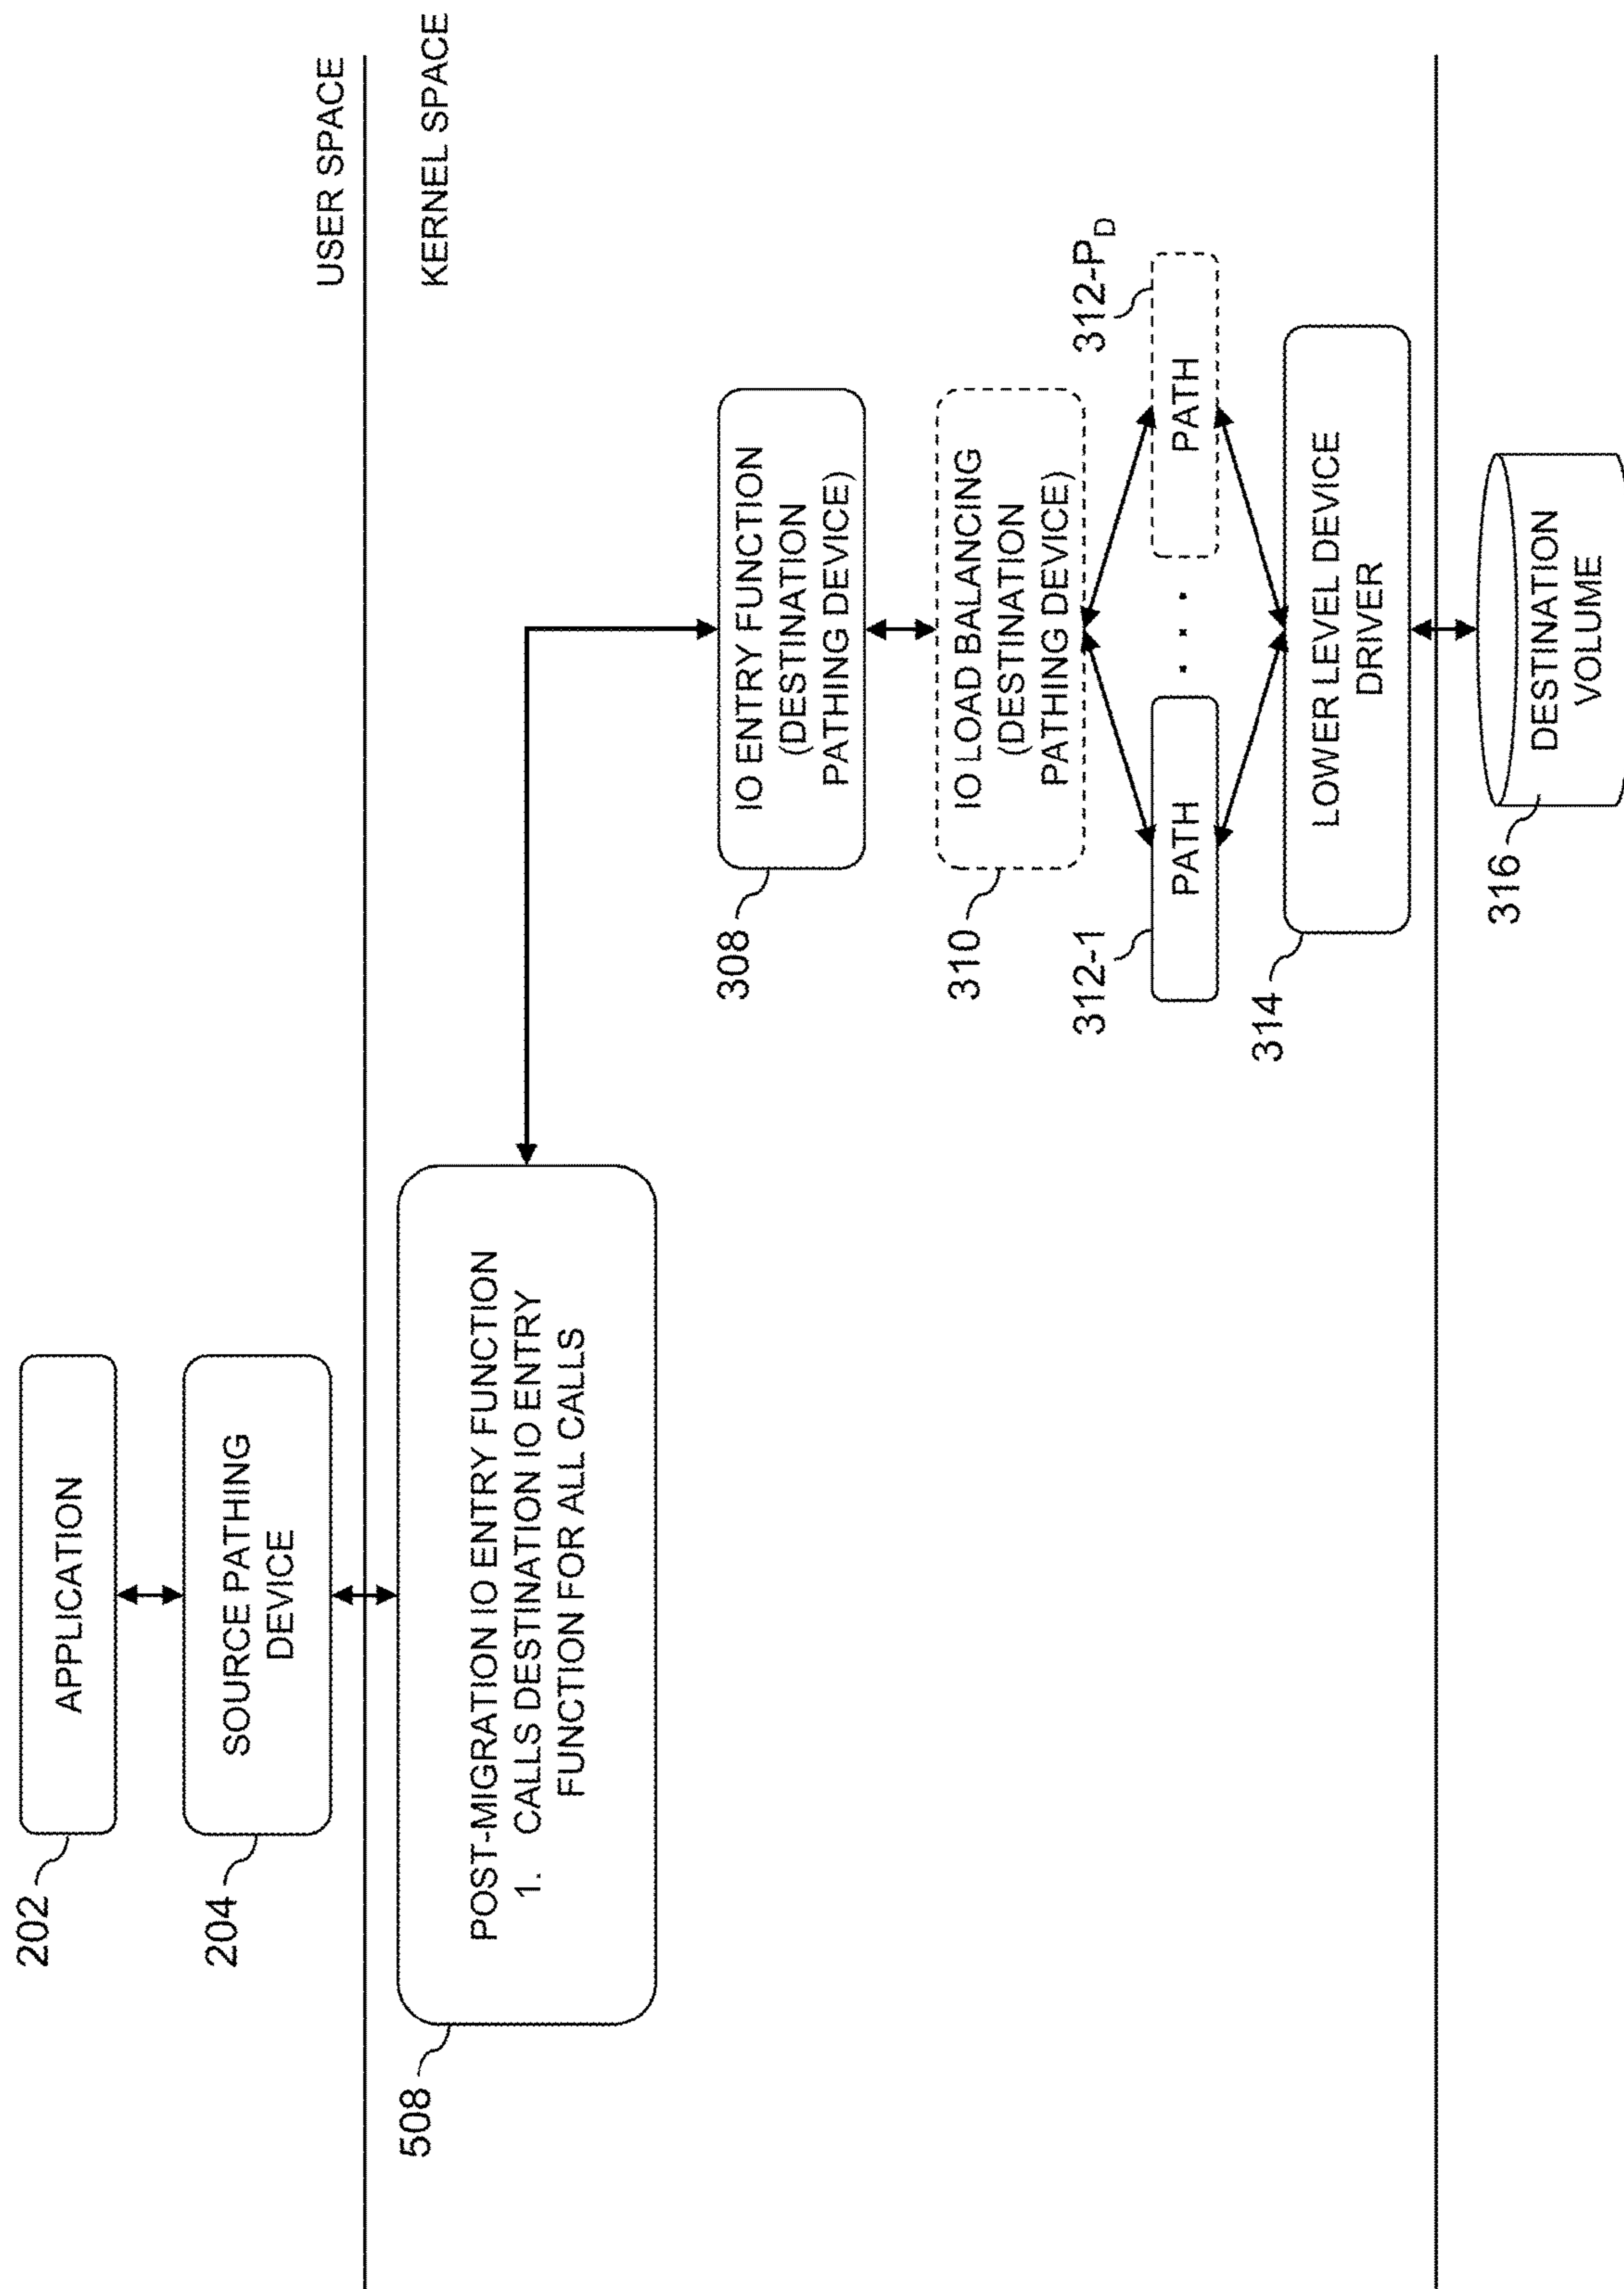 202
APPLICATION
204
SOURCE PATHING
DEVICE
USER SPACE
KERNEL SPACE
508
POST-MIGRATION IO ENTRY FUNCTION
1. CALLS DESTINATION IO ENTRY
FUNCTION FOR ALL CALLS
308
IO ENTRY FUNCTION
(DESTINATION
PATHING DEVICE)
310
IO LOAD BALANCING
(DESTINATION
PATHING DEVICE)
312-1
PATH
. . .
PATH
312-PD
314
LOWER LEVEL DEVICE
DRIVER
316
DESTINATION
VOLUME